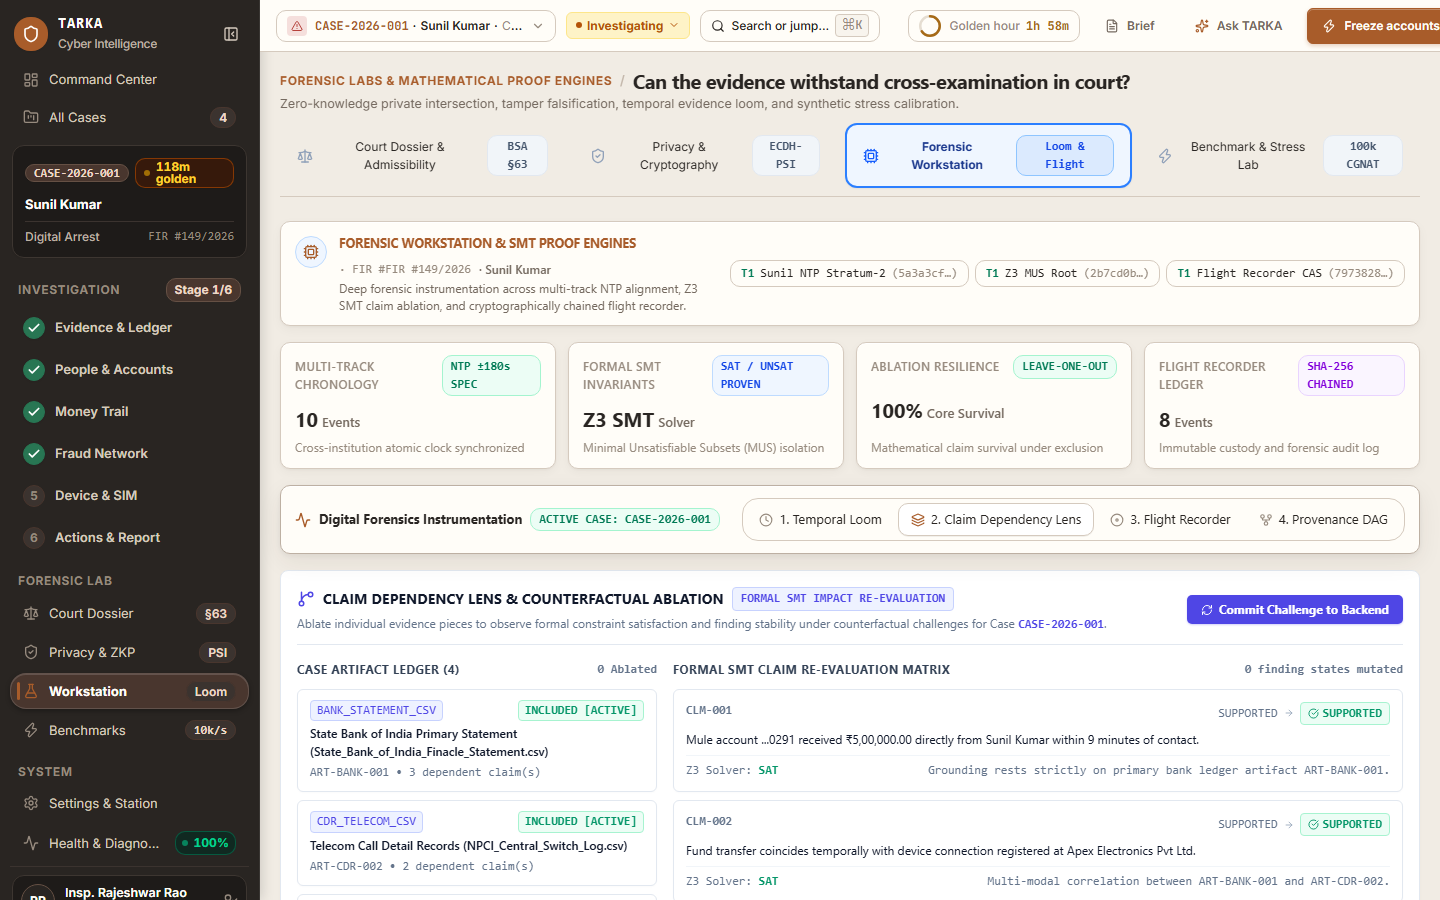 TARKA
Cyber Intelligence
Command Center
All Cases 4
CASE-2026-001 118m golden
Sunil Kumar
Digital Arrest FIR #149/2026
INVESTIGATION Stage 1/6
Evidence & Ledger
People & Accounts
Money Trail
Fraud Network
5 Device & SIM
6 Actions & Report
FORENSIC LAB
Court Dossier §63
Privacy & ZKP PSI
Workstation Loom
Benchmarks 10k/s
SYSTEM
Settings & Station
Health & Diagno... 100%
Insp. Rajeshwar Rao
CASE-2026-001 · Sunil Kumar · C... Investigating Search or jump... ⌘K Golden hour 1h 58m Brief Ask TARKA Freeze accounts
FORENSIC LABS & MATHEMATICAL PROOF ENGINES / Can the evidence withstand cross-examination in court?
Zero-knowledge private intersection, tamper falsification, temporal evidence loom, and synthetic stress calibration.
Court Dossier & Admissibility BSA §63
Privacy & Cryptography ECDH-PSI
Forensic Workstation Loom & Flight
Benchmark & Stress Lab 100k CGNAT
FORENSIC WORKSTATION & SMT PROOF ENGINES
· FIR #FIR #149/2026 · Sunil Kumar
Deep forensic instrumentation across multi-track NTP alignment, Z3
SMT claim ablation, and cryptographically chained flight recorder.
T1 Sunil NTP Stratum-2 (5a3a3cf…)
T1 Z3 MUS Root (2b7cd0b…)
T1 Flight Recorder CAS (7973828…)
MULTI-TRACK CHRONOLOGY NTP ±180s SPEC
10 Events
Cross-institution atomic clock synchronized
FORMAL SMT INVARIANTS SAT / UNSAT PROVEN
Z3 SMT Solver
Minimal Unsatisfiable Subsets (MUS) isolation
ABLATION RESILIENCE LEAVE-ONE-OUT
100% Core Survival
Mathematical claim survival under exclusion
FLIGHT RECORDER LEDGER SHA-256 CHAINED
8 Events
Immutable custody and forensic audit log
Digital Forensics Instrumentation ACTIVE CASE: CASE-2026-001
1. Temporal Loom
2. Claim Dependency Lens
3. Flight Recorder
4. Provenance DAG
CLAIM DEPENDENCY LENS & COUNTERFACTUAL ABLATION FORMAL SMT IMPACT RE-EVALUATION
Ablate individual evidence pieces to observe formal constraint satisfaction and finding stability under counterfactual challenges for Case CASE-2026-001.
Commit Challenge to Backend
CASE ARTIFACT LEDGER (4) 0 Ablated
BANK_STATEMENT_CSV INCLUDED [ACTIVE]
State Bank of India Primary Statement
(State_Bank_of_India_Finacle_Statement.csv)
ART-BANK-001 • 3 dependent claim(s)
CDR_TELECOM_CSV INCLUDED [ACTIVE]
Telecom Call Detail Records (NPCI_Central_Switch_Log.csv)
ART-CDR-002 • 2 dependent claim(s)
FORMAL SMT CLAIM RE-EVALUATION MATRIX 0 finding states mutated
CLM-001 SUPPORTED → SUPPORTED
Mule account …0291 received ₹5,00,000.00 directly from Sunil Kumar within 9 minutes of contact.
Z3 Solver: SAT Grounding rests strictly on primary bank ledger artifact ART-BANK-001.
CLM-002 SUPPORTED → SUPPORTED
Fund transfer coincides temporally with device connection registered at Apex Electronics Pvt Ltd.
Z3 Solver: SAT Multi-modal correlation between ART-BANK-001 and ART-CDR-002.